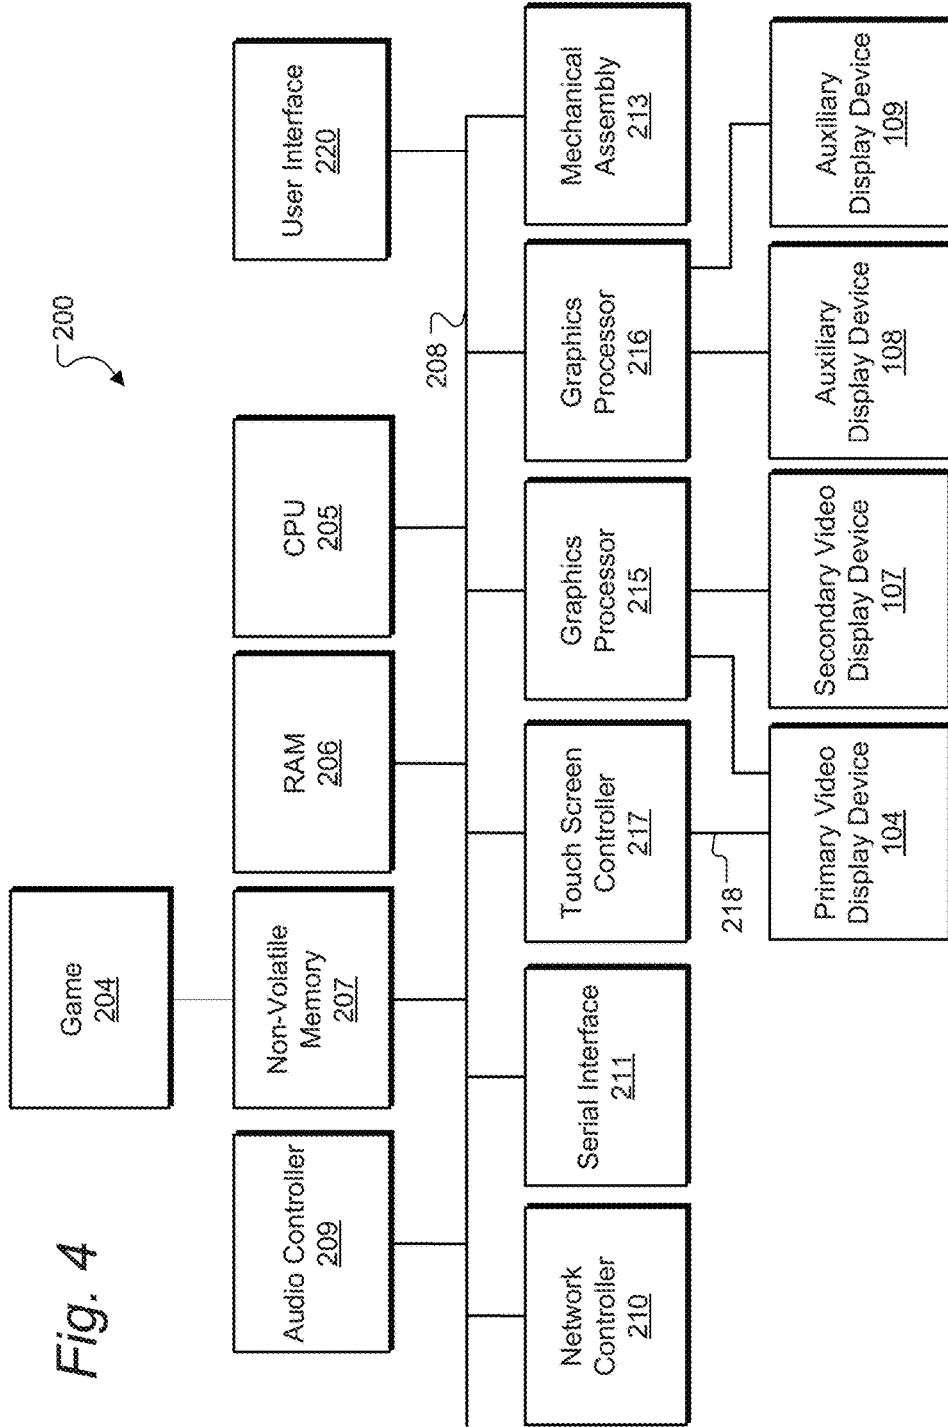 Fig. 4
200
Game
204
Audio Controller
209
Non-Volatile
Memory
207
RAM
206
CPU
205
User Interface
220
208
Network
Controller
210
Serial Interface
211
Touch Screen
Controller
217
Graphics
Processor
215
Graphics
Processor
216
Mechanical
Assembly
213
218
Primary Video
Display Device
104
Secondary Video
Display Device
107
Auxiliary
Display Device
108
Auxiliary
Display Device
109